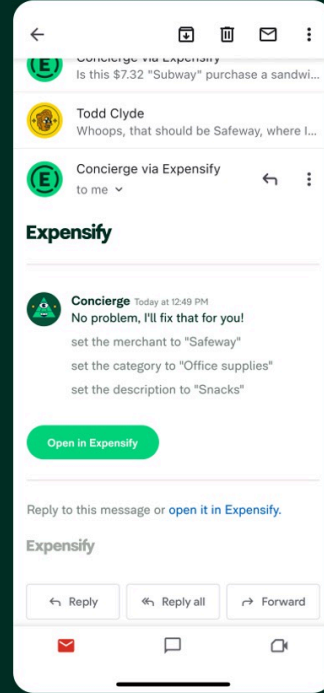 Concierge via Expensify
Is this $7.32 "Subway" purchase a sandwi...
Todd Clyde
Whoops, that should be Safeway, where I...
Concierge via Expensify
to me
Expensify
Concierge Today at 12:49 PM
No problem, I'll fix that for you!
set the merchant to "Safeway"
set the category to "Office supplies"
set the description to "Snacks"
Open in Expensify
Reply to this message or open it in Expensify.
Expensify
Reply Reply all Forward